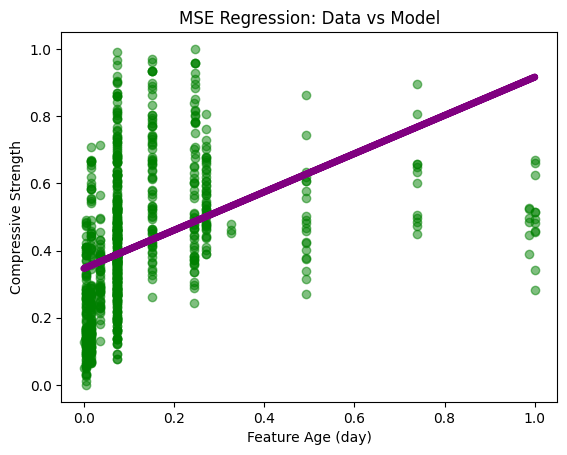 MSE Regression: Data vs Model
Compressive Strength
1.0
0.8
0.6
0.4
0.2
0.0
0.0 0.2 0.4 0.6 0.8 1.0
Feature Age (day)